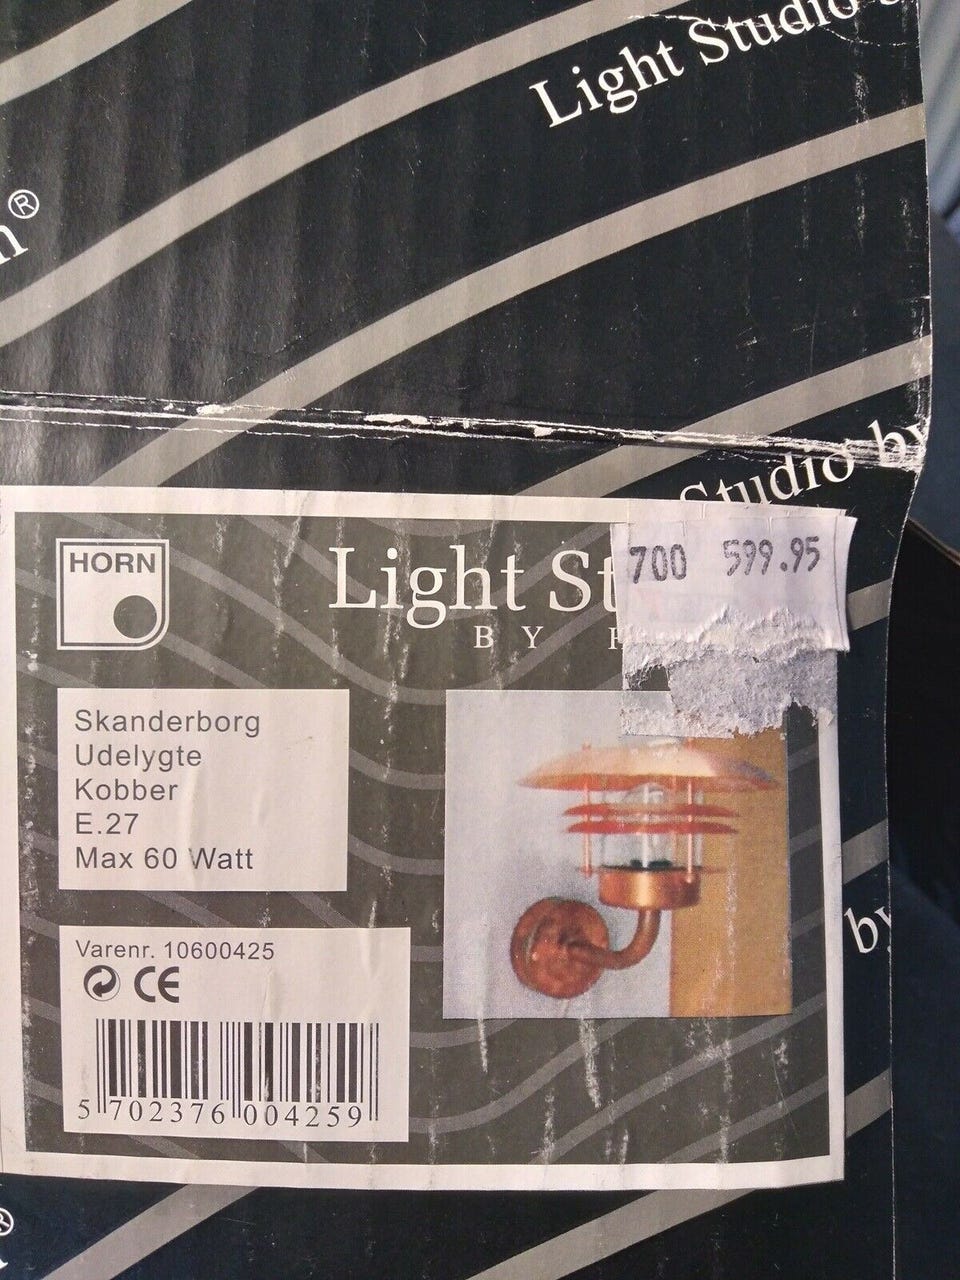 Light Studio
n®
Studio by
HORN
Light St
BY
700 599.95
Skanderborg
Udelygte
Kobber
E.27
Max 60 Watt
by
Varenr. 10600425
CE
5 702376 004259
®